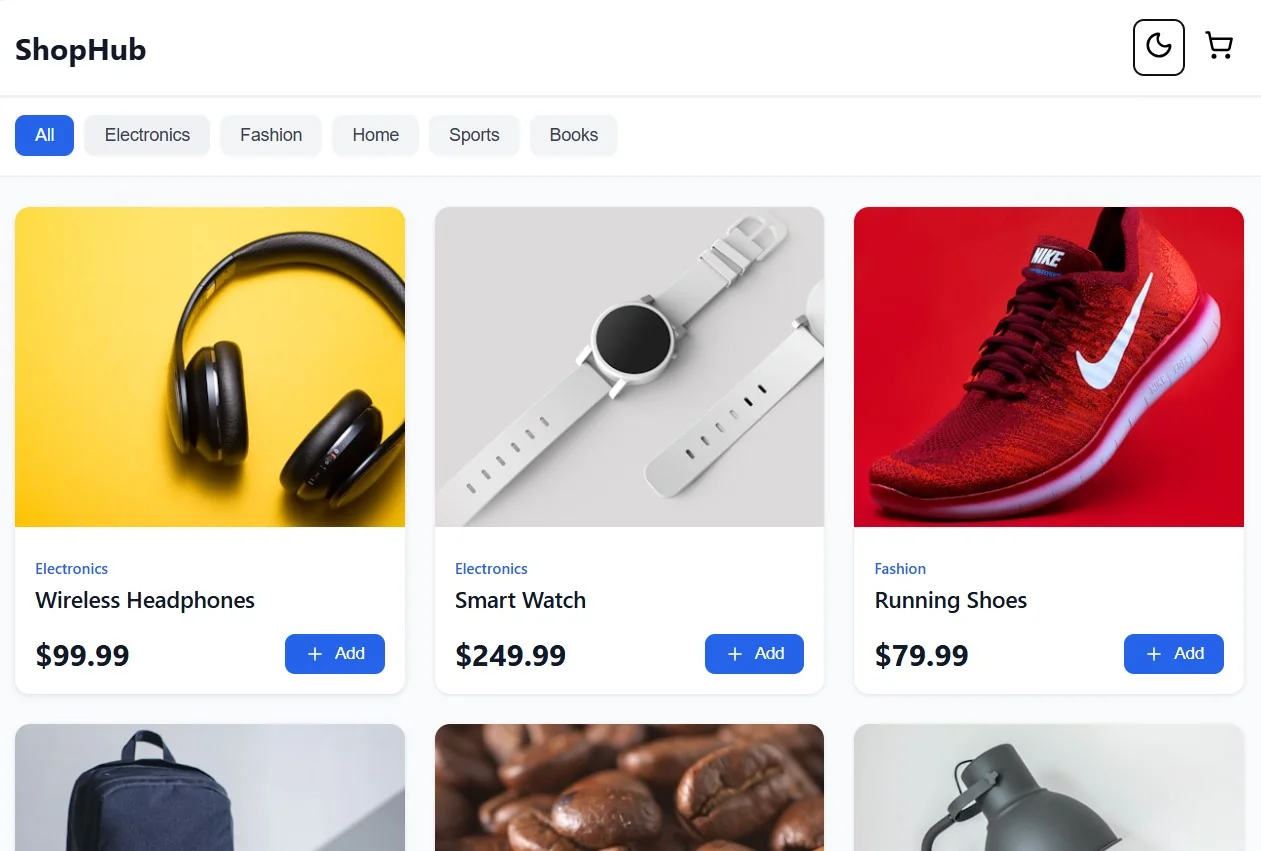 ShopHub
All Electronics Fashion Home Sports Books
NIKE
Electronics
Wireless Headphones
$99.99 + Add
Electronics
Smart Watch
$249.99 + Add
Fashion
Running Shoes
$79.99 + Add